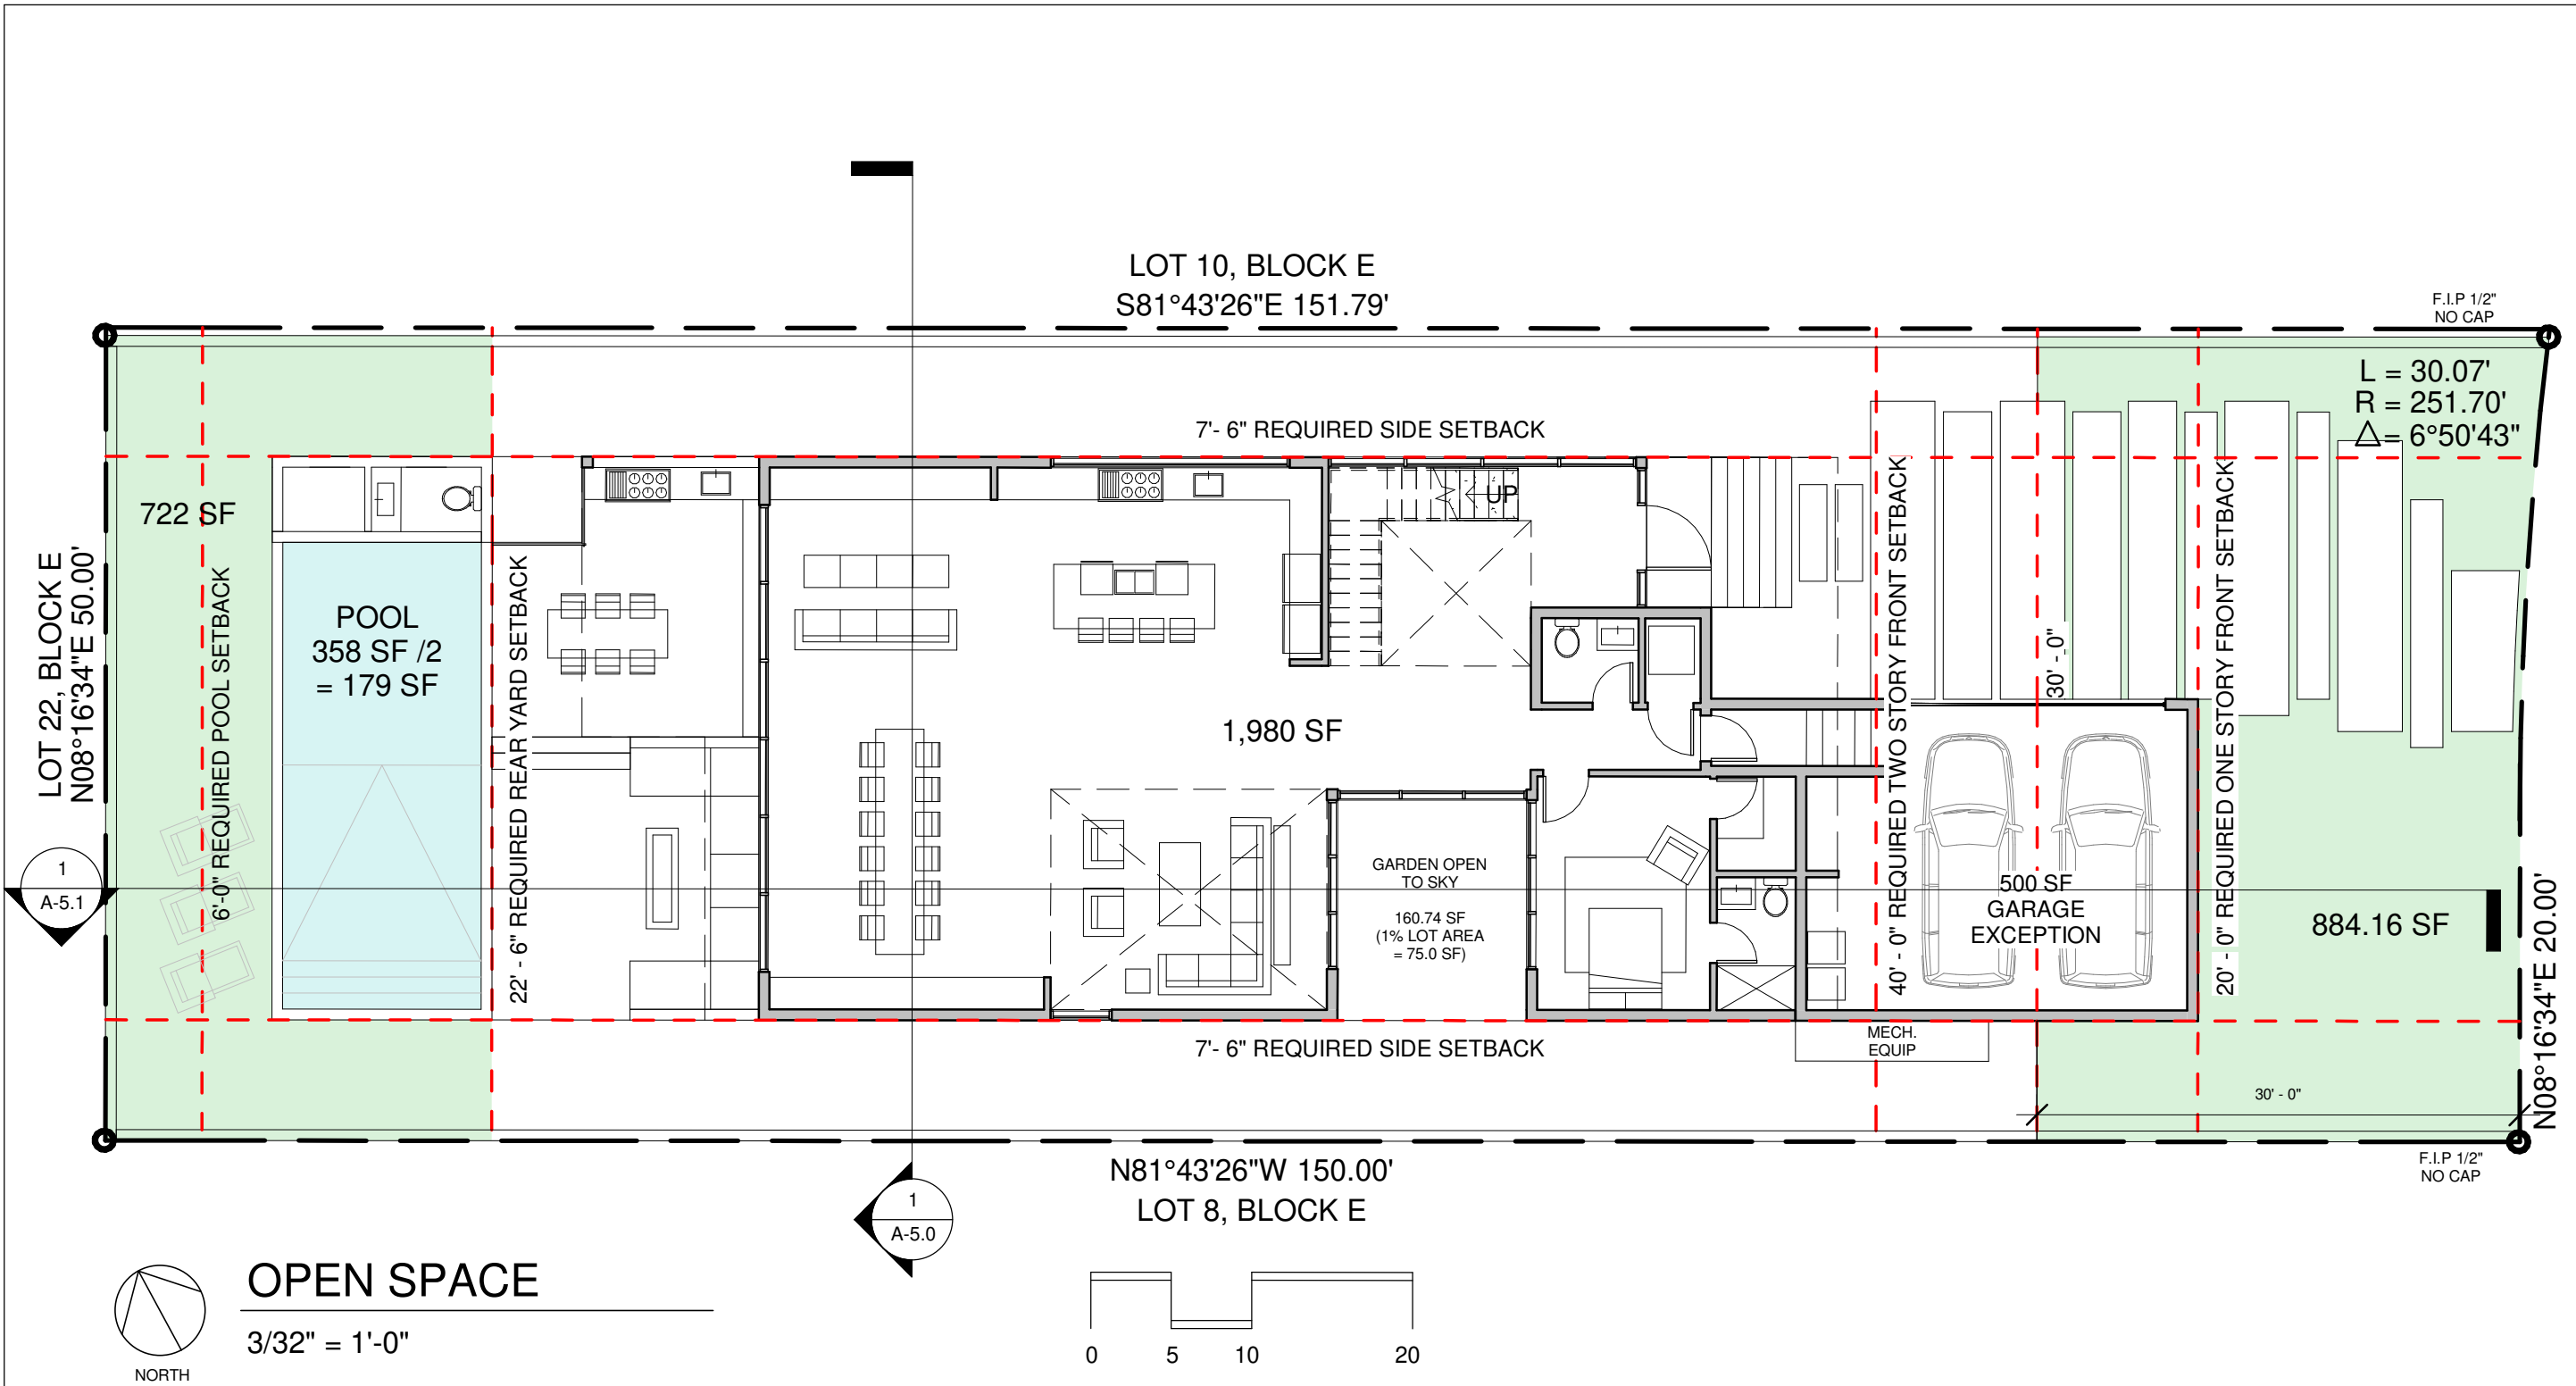 LOT 10, BLOCK E
S81°43'26"E 151.79'
F.I.P 1/2"
NO CAP
L = 30.07'
R = 251.70'
△= 6°50'43"
7'- 6" REQUIRED SIDE SETBACK
722 SF
LOT 22, BLOCK E
N08°16'34"E 50.00'
6'-0" REQUIRED POOL SETBACK
POOL
358 SF /2
= 179 SF
22' - 6" REQUIRED REAR YARD SETBACK
UP
1,980 SF
GARDEN OPEN
TO SKY
160.74 SF
(1% LOT AREA
= 75.0 SF)
40' - 0" REQUIRED TWO STORY FRONT SETBACK
30' - 0"
20' - 0" REQUIRED ONE STORY FRONT SETBACK
500 SF
GARAGE
EXCEPTION
884.16 SF
N08°16'34"E 20.00'
1
A-5.1
7'- 6" REQUIRED SIDE SETBACK
MECH.
EQUIP
30' - 0"
F.I.P 1/2"
NO CAP
N81°43'26"W 150.00'
LOT 8, BLOCK E
1
A-5.0
OPEN SPACE
3/32" = 1'-0"
NORTH
0 5 10 20